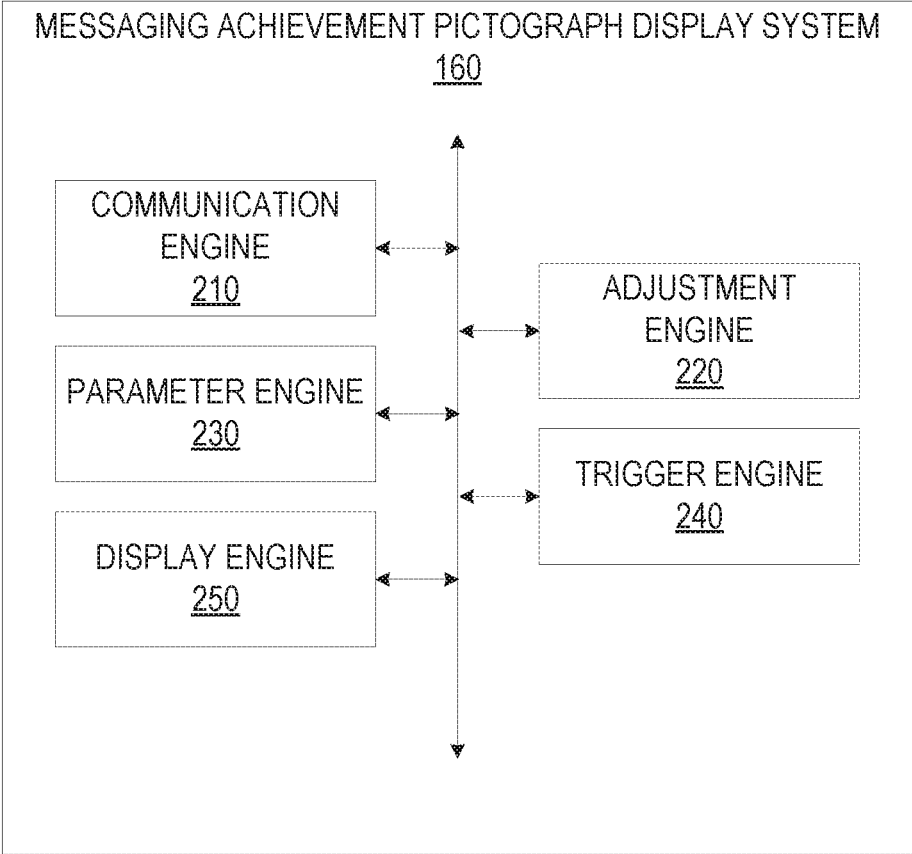 MESSAGING ACHIEVEMENT PICTOGRAPH DISPLAY SYSTEM
160
COMMUNICATION
ENGINE
210
ADJUSTMENT
ENGINE
220
PARAMETER ENGINE
230
TRIGGER ENGINE
240
DISPLAY ENGINE
250